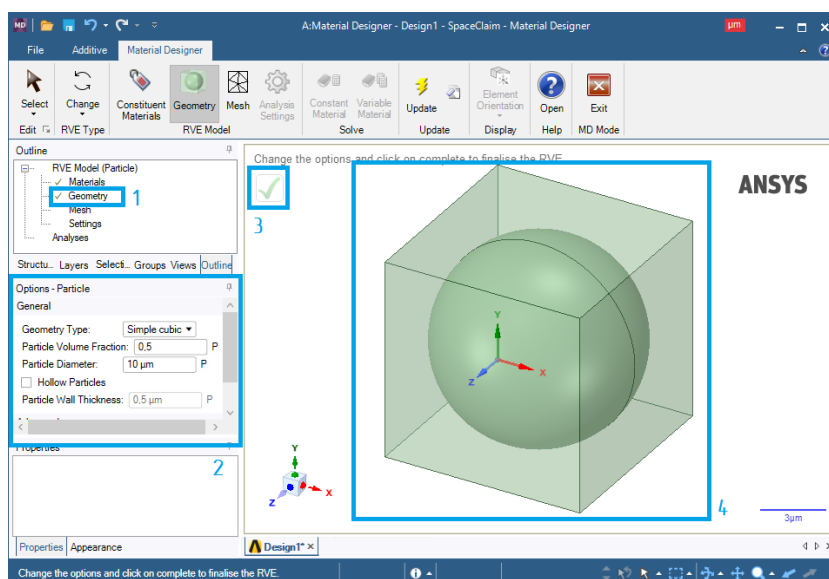 MD A:Material Designer - Design1 - SpaceClaim - Material Designer µm
File Additive Material Designer
Select Change Constituent Materials Geometry Mesh Analysis Settings Constant Material Variable Material Update Element Orientation Open Exit
Edit RVE Type RVE Model Solve Update Display Help MD Mode
Outline
RVE Model (Particle)
Materials
Geometry 1
Mesh
Settings
Analyses
Structu... Layers Selecti... Groups Views Outline
Options - Particle
General
Geometry Type: Simple cubic
Particle Volume Fraction: 0,5 P
Particle Diameter: 10 µm P
Hollow Particles
Particle Wall Thickness: 0,5 µm P
Properties
2
Properties Appearance
Change the options and click on complete to finalise the RVE
3
ANSYS
Y
X
Z
Y
X
Z
4
3µm
Design1*
Change the options and click on complete to finalise the RVE.